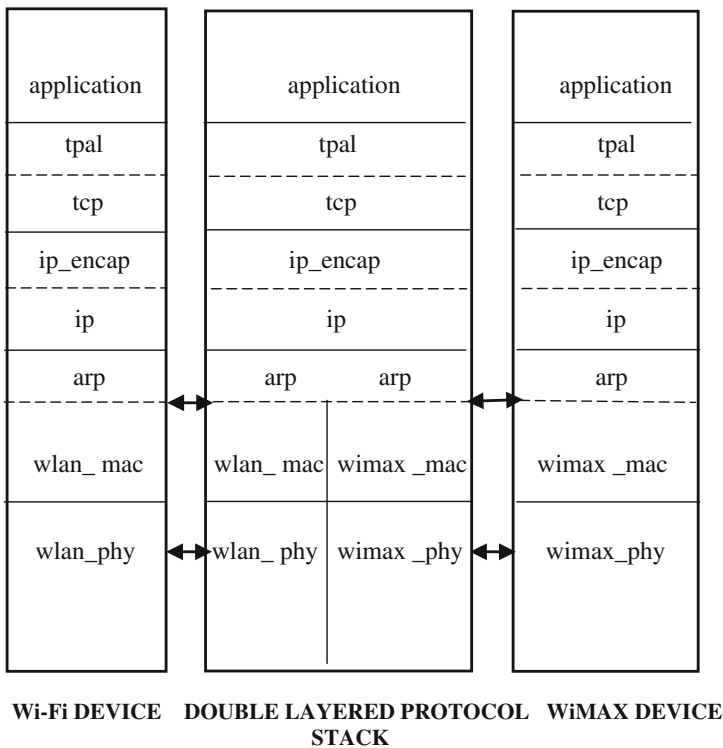 application application application
tpal tpal tpal
tcp tcp tcp
ip_encap ip_encap ip_encap
ip ip ip
arp arp arp arp
wlan_ mac wlan_ mac wimax _mac wimax _mac
wlan_phy wlan_ phy wimax _phy wimax_phy
Wi-Fi DEVICE DOUBLE LAYERED PROTOCOL WiMAX DEVICE
STACK